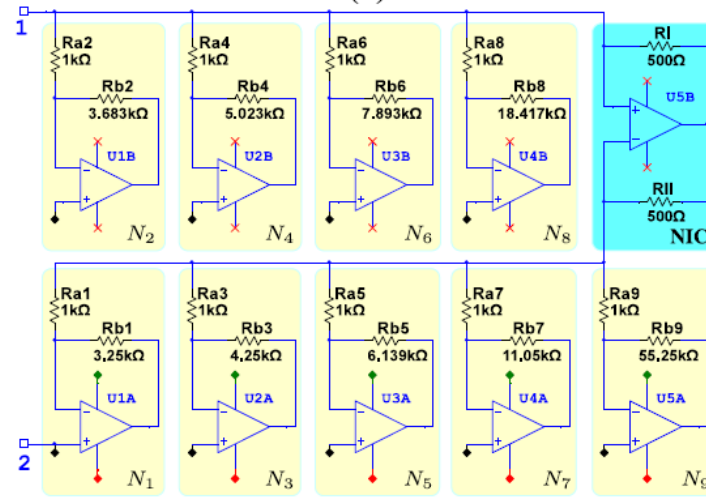 1
Ra2
1kΩ
Rb2
3.683kΩ
U1B
N2
Ra4
1kΩ
Rb4
5.023kΩ
U2B
N4
Ra6
1kΩ
Rb6
7.893kΩ
U3B
N6
Ra8
1kΩ
Rb8
18.417kΩ
U4B
N8
RI
500Ω
U5B
RII
500Ω
NIC
Ra1
1kΩ
Rb1
3.25kΩ
U1A
N1
Ra3
1kΩ
Rb3
4.25kΩ
U2A
N3
Ra5
1kΩ
Rb5
6.139kΩ
U3A
N5
Ra7
1kΩ
Rb7
11.05kΩ
U4A
N7
Ra9
1kΩ
Rb9
55.25kΩ
U5A
N9
2